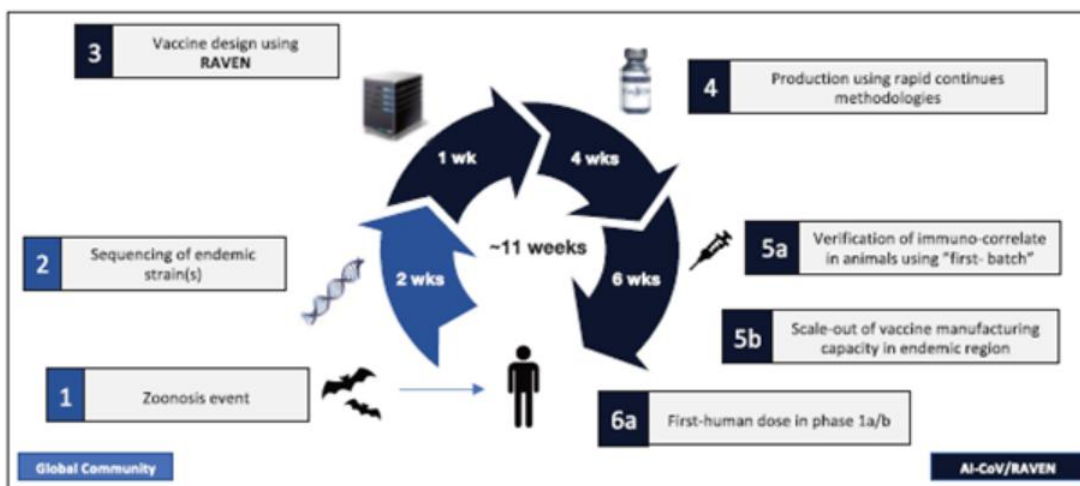 3
Vaccine design using
RAVEN
4
Production using rapid continues
methodologies
1 wk
4 wks
2
Sequencing of endemic
strain(s)
~11 weeks
2 wks
6 wks
5a
Verification of immuno-correlate
in animals using "first- batch"
5b
Scale-out of vaccine manufacturing
capacity in endemic region
1
Zoonosis event
6a
First-human dose in phase 1a/b
Global Community
AI-CoV/RAVEN